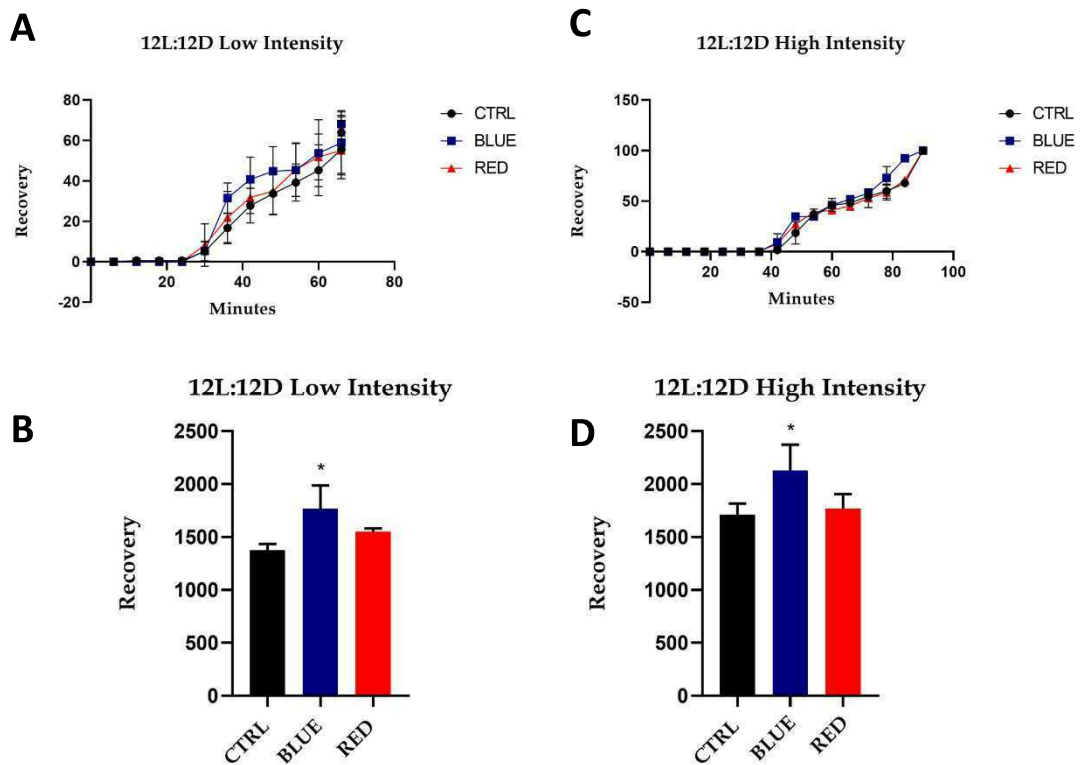 A
12L:12D Low Intensity
80
60
40
20
0
-20
20
40
60
80
Recovery
Minutes
CTRL
BLUE
RED
C
12L:12D High Intensity
150
100
50
0
-50
20
40
60
80
100
Recovery
Minutes
CTRL
BLUE
RED
B
12L:12D Low Intensity
2500
2000
1500
1000
500
0
Recovery
*
CTRL
BLUE
RED
D
12L:12D High Intensity
2500
2000
1500
1000
500
0
Recovery
*
CTRL
BLUE
RED